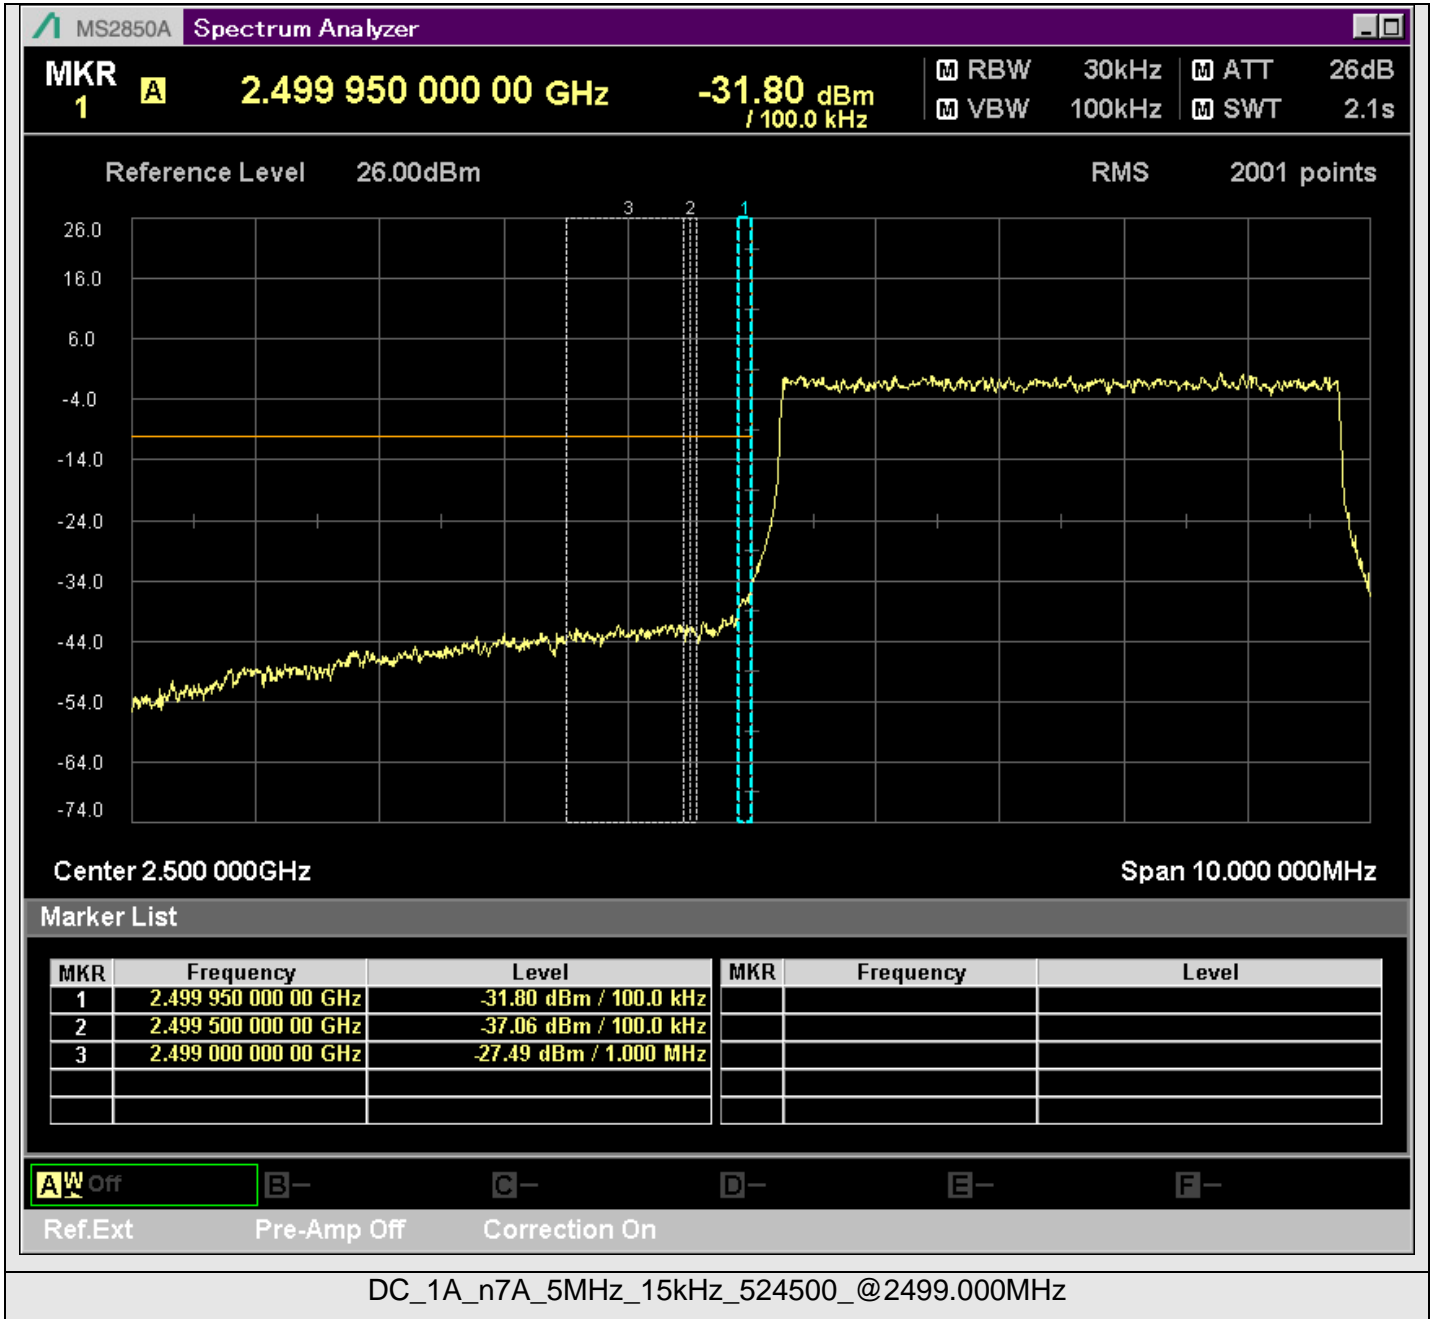 MS2850A Spectrum Analyzer
MKR 1 A 2.499 950 000 00 GHz -31.80 dBm / 100.0 kHz
M RBW 30kHz M ATT 26dB
M VBW 100kHz M SWT 2.1s
Reference Level 26.00dBm RMS 2001 points
3 2 1
26.0
16.0
6.0
-4.0
-14.0
-24.0
-34.0
-44.0
-54.0
-64.0
-74.0
Center 2.500 000GHz Span 10.000 000MHz
Marker List
MKR Frequency Level MKR Frequency Level
1 2.499 950 000 00 GHz -31.80 dBm / 100.0 kHz
2 2.499 500 000 00 GHz -37.06 dBm / 100.0 kHz
3 2.499 000 000 00 GHz -27.49 dBm / 1.000 MHz
A W Off B - C - D - E - F -
Ref.Ext Pre-Amp Off Correction On
DC_1A_n7A_5MHz_15kHz_524500_@2499.000MHz